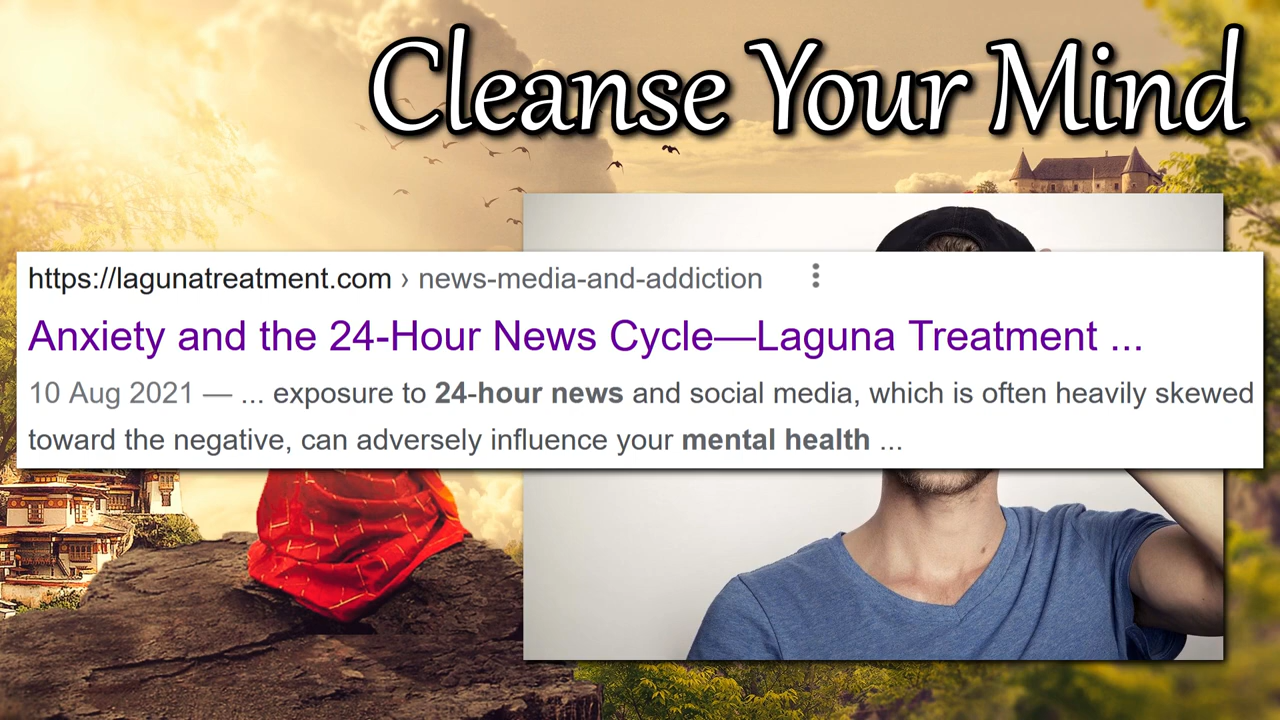 Cleanse Your Mind
https://lagunatreatment.com › news-media-and-addiction
Anxiety and the 24-Hour News Cycle—Laguna Treatment ...
10 Aug 2021 — ... exposure to 24-hour news and social media, which is often heavily skewed
toward the negative, can adversely influence your mental health ...